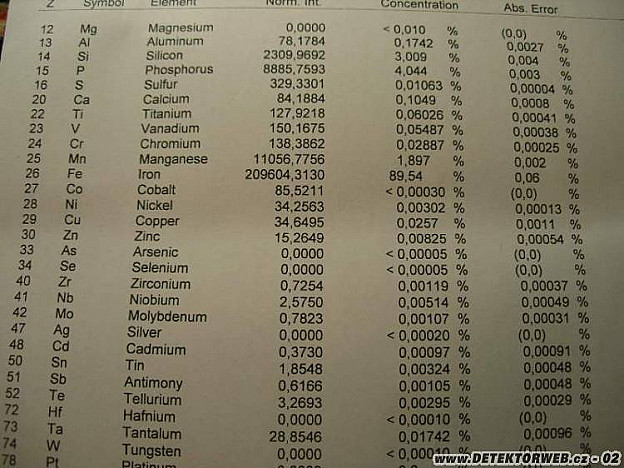 Z Symbol Element Norm. Int. Concentration Abs. Error
12 Mg Magnesium 0,0000 < 0,010 % (0,0) %
13 Al Aluminum 78,1784 0,1742 % 0,0027 %
14 Si Silicon 2309,9692 3,009 % 0,004 %
15 P Phosphorus 8885,7593 4,044 % 0,003 %
16 S Sulfur 329,3301 0,01063 % 0,00004 %
20 Ca Calcium 84,1884 0,1049 % 0,0008 %
22 Ti Titanium 127,9218 0,06026 % 0,00041 %
23 V Vanadium 150,1675 0,05487 % 0,00038 %
24 Cr Chromium 138,3862 0,02887 % 0,00025 %
25 Mn Manganese 11056,7756 1,897 % 0,002 %
26 Fe Iron 209604,3130 89,54 % 0,06 %
27 Co Cobalt 85,5211 < 0,00030 % (0,0) %
28 Ni Nickel 34,2563 0,00302 % 0,00013 %
29 Cu Copper 34,6495 0,0257 % 0,0011 %
30 Zn Zinc 15,2649 0,00825 % 0,00054 %
33 As Arsenic 0,0000 < 0,00005 % (0,0) %
34 Se Selenium 0,0000 < 0,00005 % (0,0) %
40 Zr Zirconium 0,7254 0,00119 % 0,00037 %
41 Nb Niobium 2,5750 0,00514 % 0,00049 %
42 Mo Molybdenum 0,7823 0,00107 % 0,00031 %
47 Ag Silver 0,0000 < 0,00020 % (0,0) %
48 Cd Cadmium 0,3730 0,00097 % 0,00091 %
50 Sn Tin 1,8548 0,00324 % 0,00048 %
51 Sb Antimony 0,6166 0,00105 % 0,00048 %
52 Te Tellurium 3,2693 0,00295 % 0,00029 %
72 Hf Hafnium 0,0000 < 0,00010 % (0,0) %
73 Ta Tantalum 28,8546 0,01742 % 0,00096 %
74 W Tungsten 0,0000 < 0,00010 %
78 Pt Platinum
www.DETEKTORWEB.cz - 02